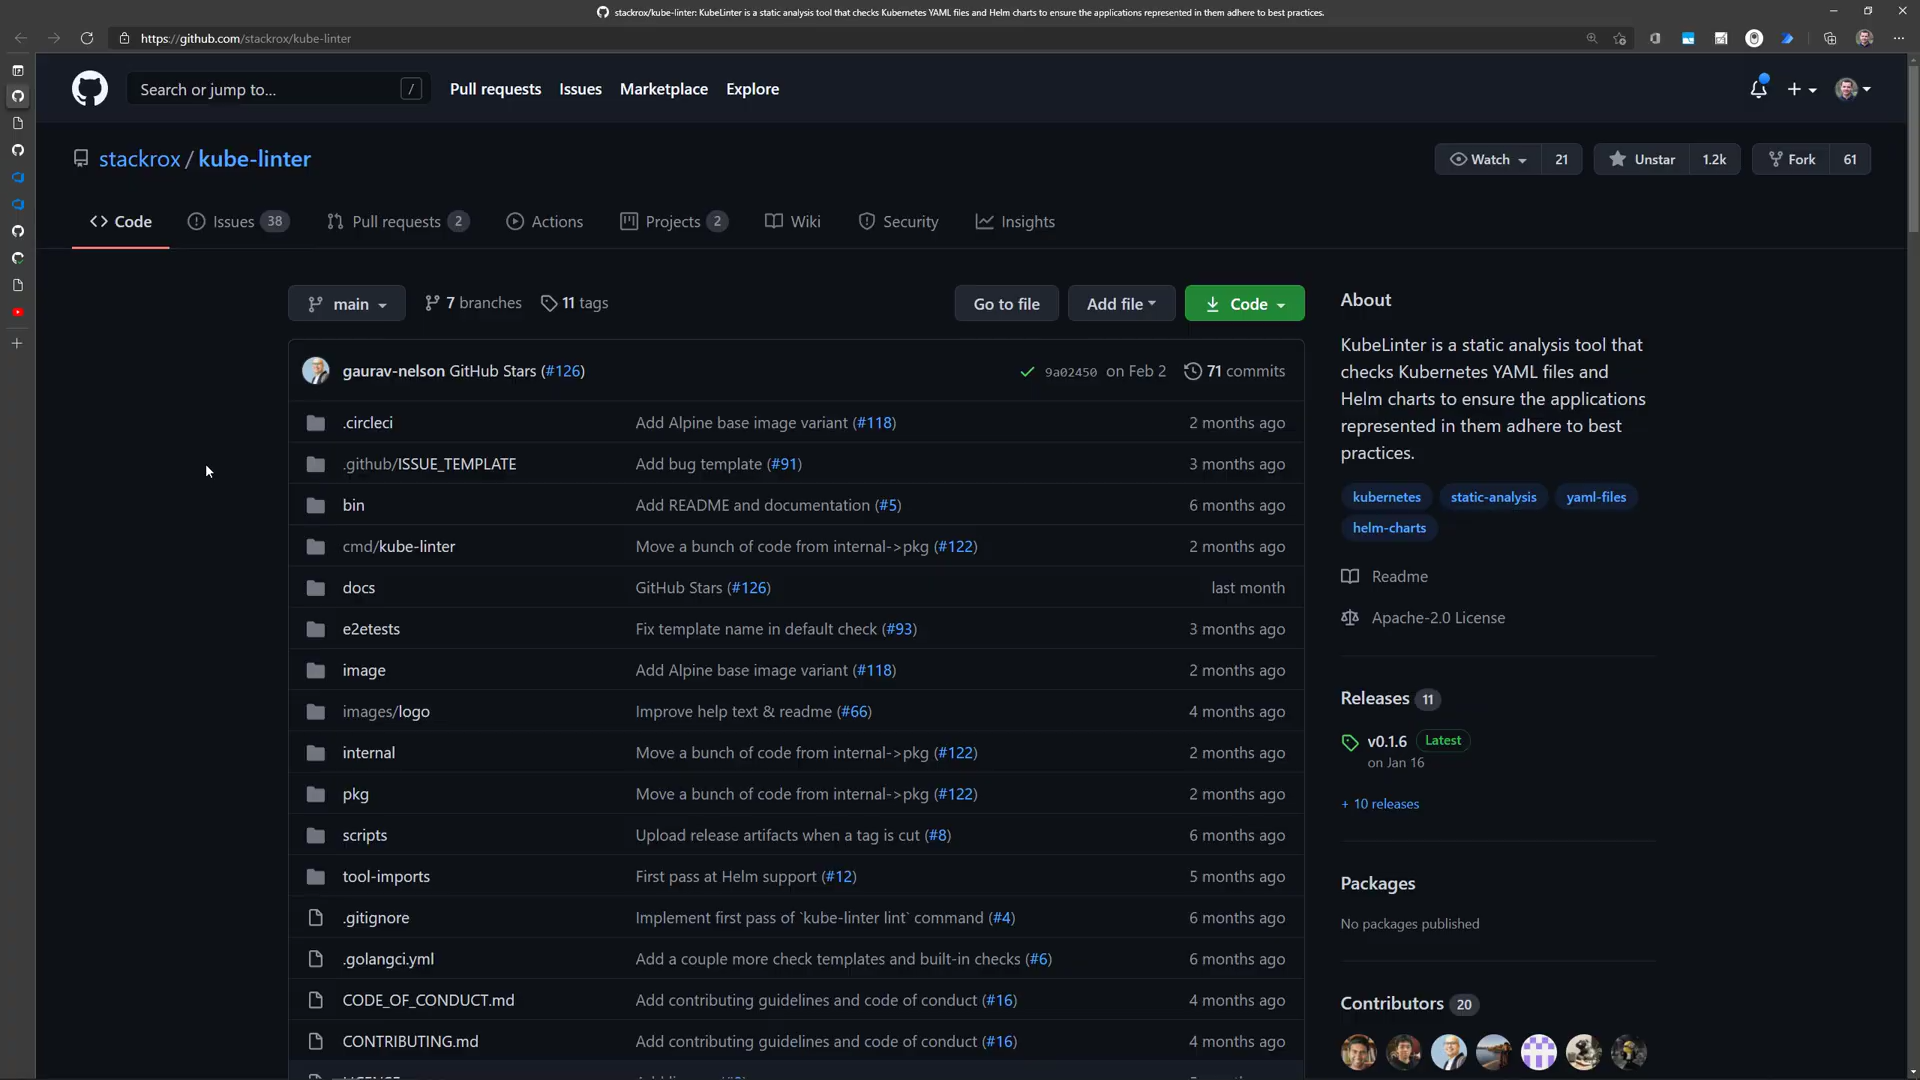 stackrox/kube-linter: KubeLinter is a static analysis tool that checks Kubernetes YAML files and Helm charts to ensure the applications represented in them adhere to best practices.
https://github.com/stackrox/kube-linter
Search or jump to... /
Pull requests Issues Marketplace Explore
stackrox / kube-linter
Watch 21 Unstar 1.2k Fork 61
Code Issues 38 Pull requests 2 Actions Projects 2 Wiki Security Insights
main 7 branches 11 tags Go to file Add file Code
gaurav-nelson GitHub Stars (#126) 9a02450 on Feb 2 71 commits
.circleci Add Alpine base image variant (#118) 2 months ago
.github/ISSUE_TEMPLATE Add bug template (#91) 3 months ago
bin Add README and documentation (#5) 6 months ago
cmd/kube-linter Move a bunch of code from internal->pkg (#122) 2 months ago
docs GitHub Stars (#126) last month
e2etests Fix template name in default check (#93) 3 months ago
image Add Alpine base image variant (#118) 2 months ago
images/logo Improve help text & readme (#66) 4 months ago
internal Move a bunch of code from internal->pkg (#122) 2 months ago
pkg Move a bunch of code from internal->pkg (#122) 2 months ago
scripts Upload release artifacts when a tag is cut (#8) 6 months ago
tool-imports First pass at Helm support (#12) 5 months ago
.gitignore Implement first pass of `kube-linter lint` command (#4) 6 months ago
.golangci.yml Add a couple more check templates and built-in checks (#6) 6 months ago
CODE_OF_CONDUCT.md Add contributing guidelines and code of conduct (#16) 4 months ago
CONTRIBUTING.md Add contributing guidelines and code of conduct (#16) 4 months ago
About
KubeLinter is a static analysis tool that
checks Kubernetes YAML files and
Helm charts to ensure the applications
represented in them adhere to best
practices.
kubernetes static-analysis yaml-files
helm-charts
Readme
Apache-2.0 License
Releases 11
v0.1.6 Latest
on Jan 16
+ 10 releases
Packages
No packages published
Contributors 20